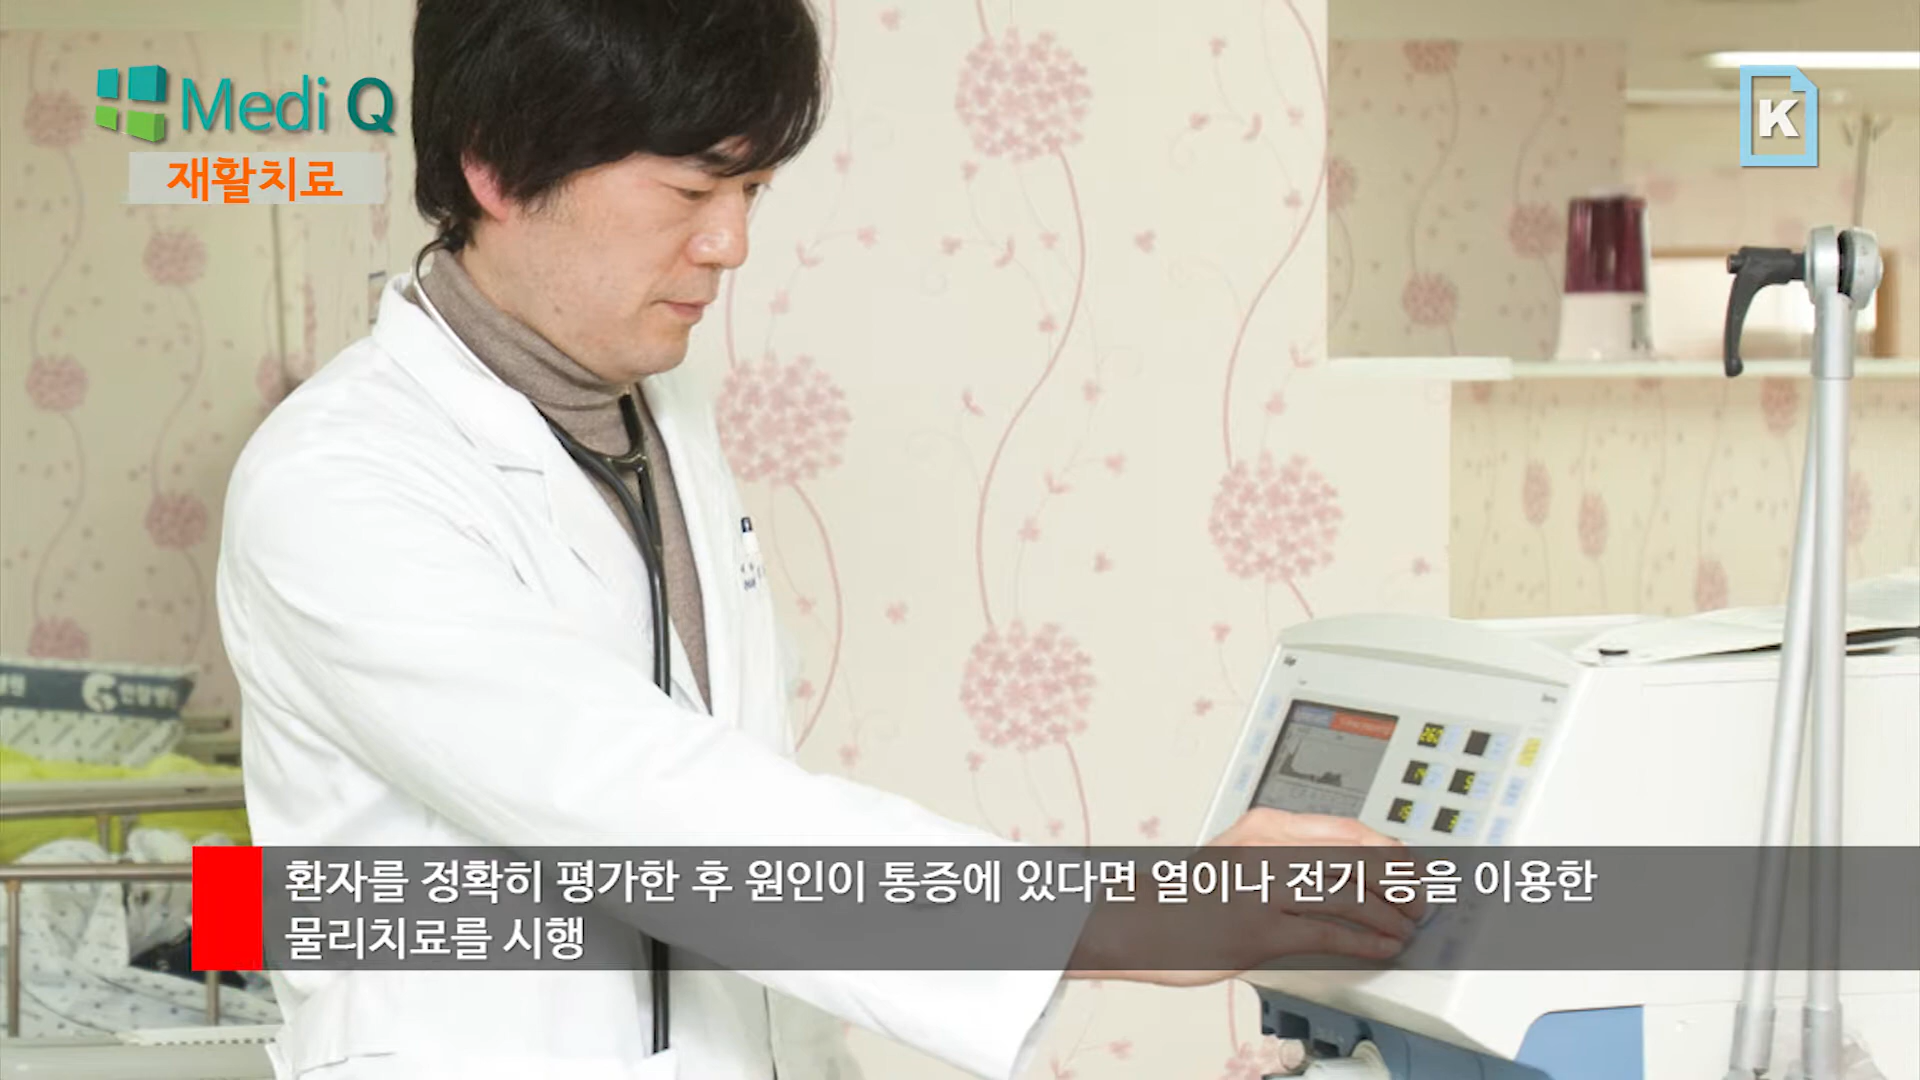 Medi Q
재활치료
K
환자를 정확히 평가한 후 원인이 통증에 있다면 열이나 전기 등을 이용한
물리치료를 시행